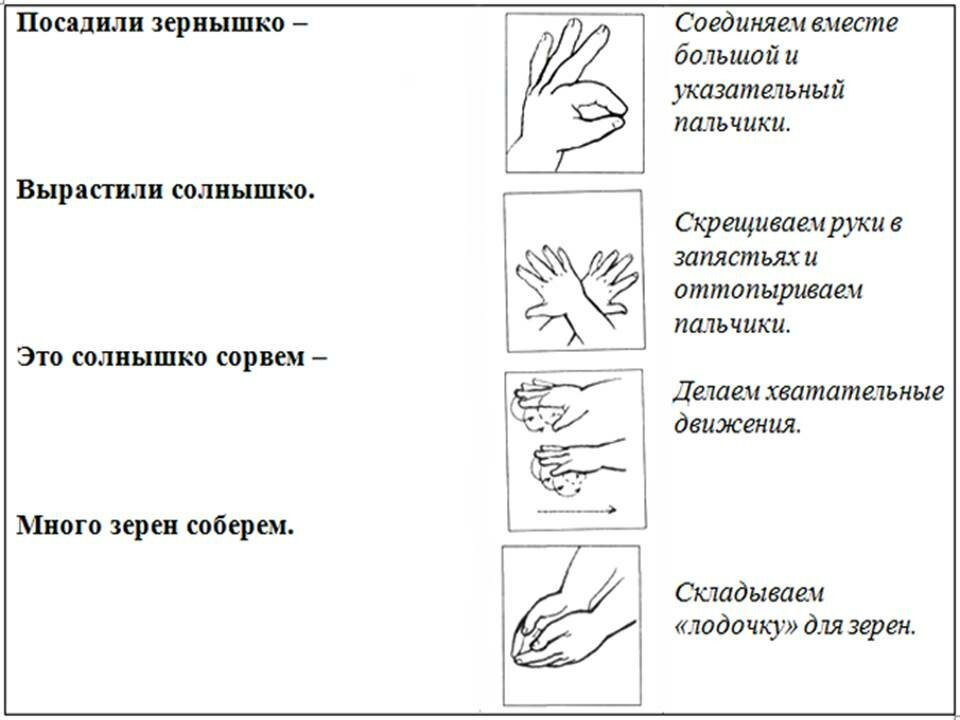 Посадили зернышко –
Соединяем вместе
большой и
указательный
пальчики.
Вырастили солнышко.
Скрещиваем руки в
запястьях и
оттопыриваем
пальчики.
Это солнышко сорвем –
Делаем хватательные
движения.
Много зерен соберем.
Складываем
«лодочку» для зерен.